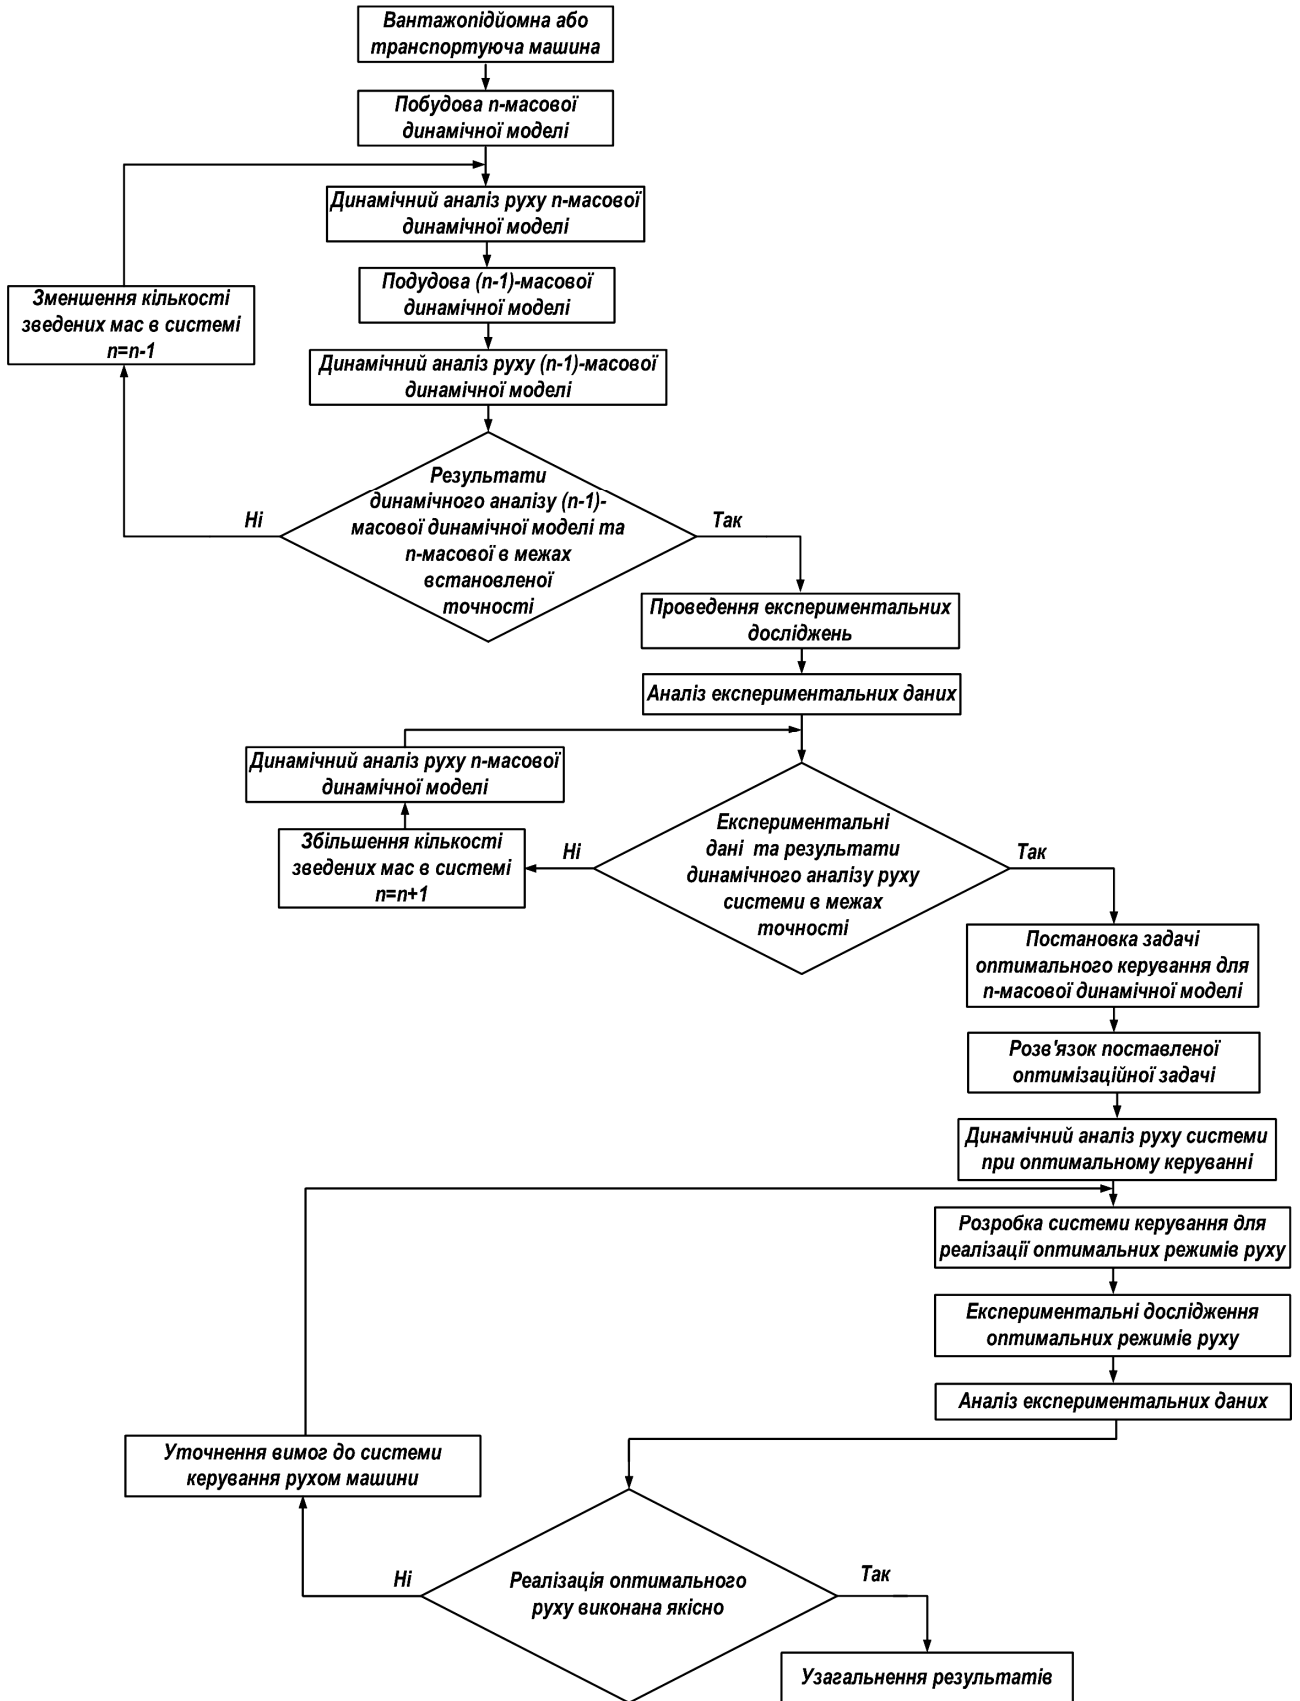 Вантажопідйомна або
транспортуюча машина
Побудова n-масової
динамічної моделі
Динамічний аналіз руху n-масової
динамічної моделі
Подудова (n-1)-масової
динамічної моделі
Зменшення кількості
зведених мас в системі
n=n-1
Динамічний аналіз руху (n-1)-масової
динамічної моделі
Результати
динамічного аналізу (n-1)-
масової динамічної моделі та
n-масової в межах
встановленої
точності
Ні
Так
Проведення експериментальних
досліджень
Аналіз експериментальних даних
Динамічний аналіз руху n-масової
динамічної моделі
Збільшення кількості
зведених мас в системі
n=n+1
Ні
Експериментальні
дані та результати
динамічного аналізу руху
системи в межах
точності
Так
Постановка задачі
оптимального керування для
n-масової динамічної моделі
Розв'язок поставленої
оптимізаційної задачі
Динамічний аналіз руху системи
при оптимальному керуванні
Розробка системи керування для
реалізації оптимальних режимів руху
Експериментальні дослідження
оптимальних режимів руху
Аналіз експериментальних даних
Уточнення вимог до системи
керування рухом машини
Ні
Реалізація оптимального
руху виконана якісно
Так
Узагальнення результатів